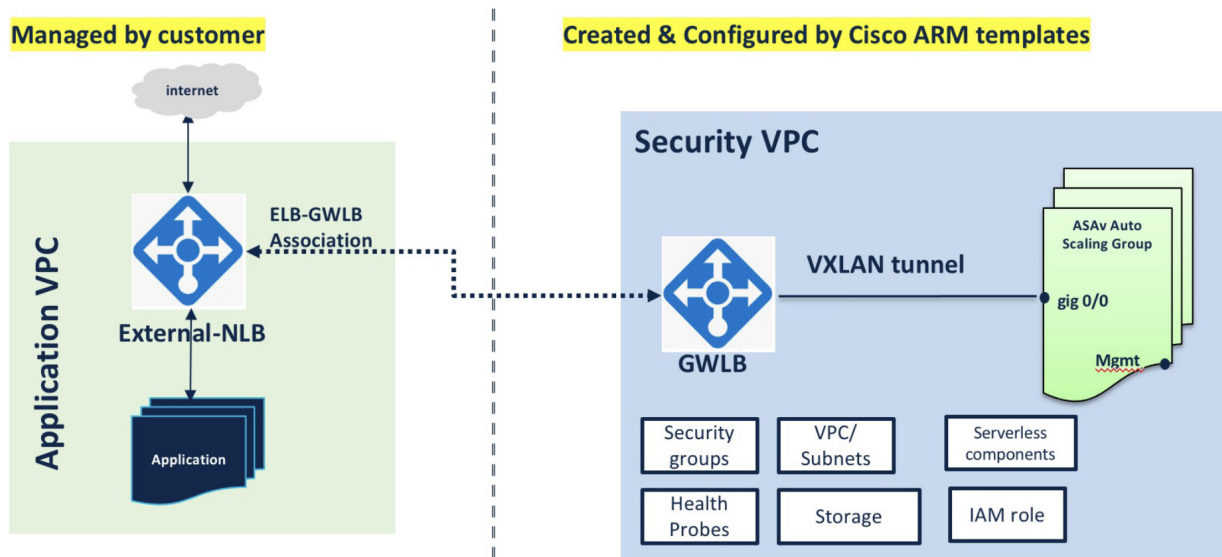 Managed by customer
Created & Configured by Cisco ARM templates
internet
Application VPC
ELB-GWLB
Association
External-NLB
Application
Security VPC
GWLB
VXLAN tunnel
ASAv Auto
Scaling Group
gig 0/0
Mgmt
Security
groups
VPC/
Subnets
Serverless
components
Health
Probes
Storage
IAM role